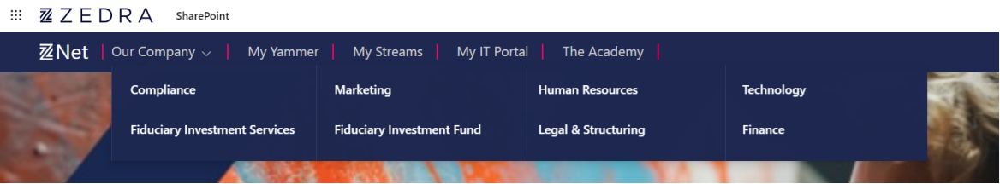 ZEDRA SharePoint
ZNet | Our Company | My Yammer | My Streams | My IT Portal | The Academy |
Compliance Marketing Human Resources Technology
Fiduciary Investment Services Fiduciary Investment Fund Legal & Structuring Finance